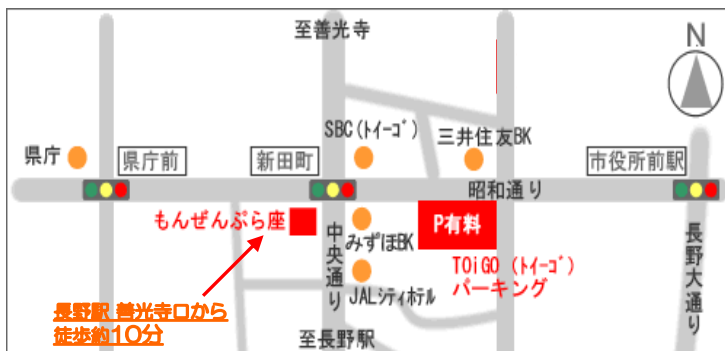 至善光寺
N
SBC(ﾄｲｰｺﾞ)
三井住友BK
県庁
県庁前
新田町
市役所前駅
昭和通り
もんぜんぷら座
P有料
中央通り
みずほBK
TOiGO (ﾄｲｰｺﾞ)
パーキング
長野大通り
JALｼﾃｨﾎﾃﾙ
長野駅 善光寺口から
徒歩約10分
至長野駅